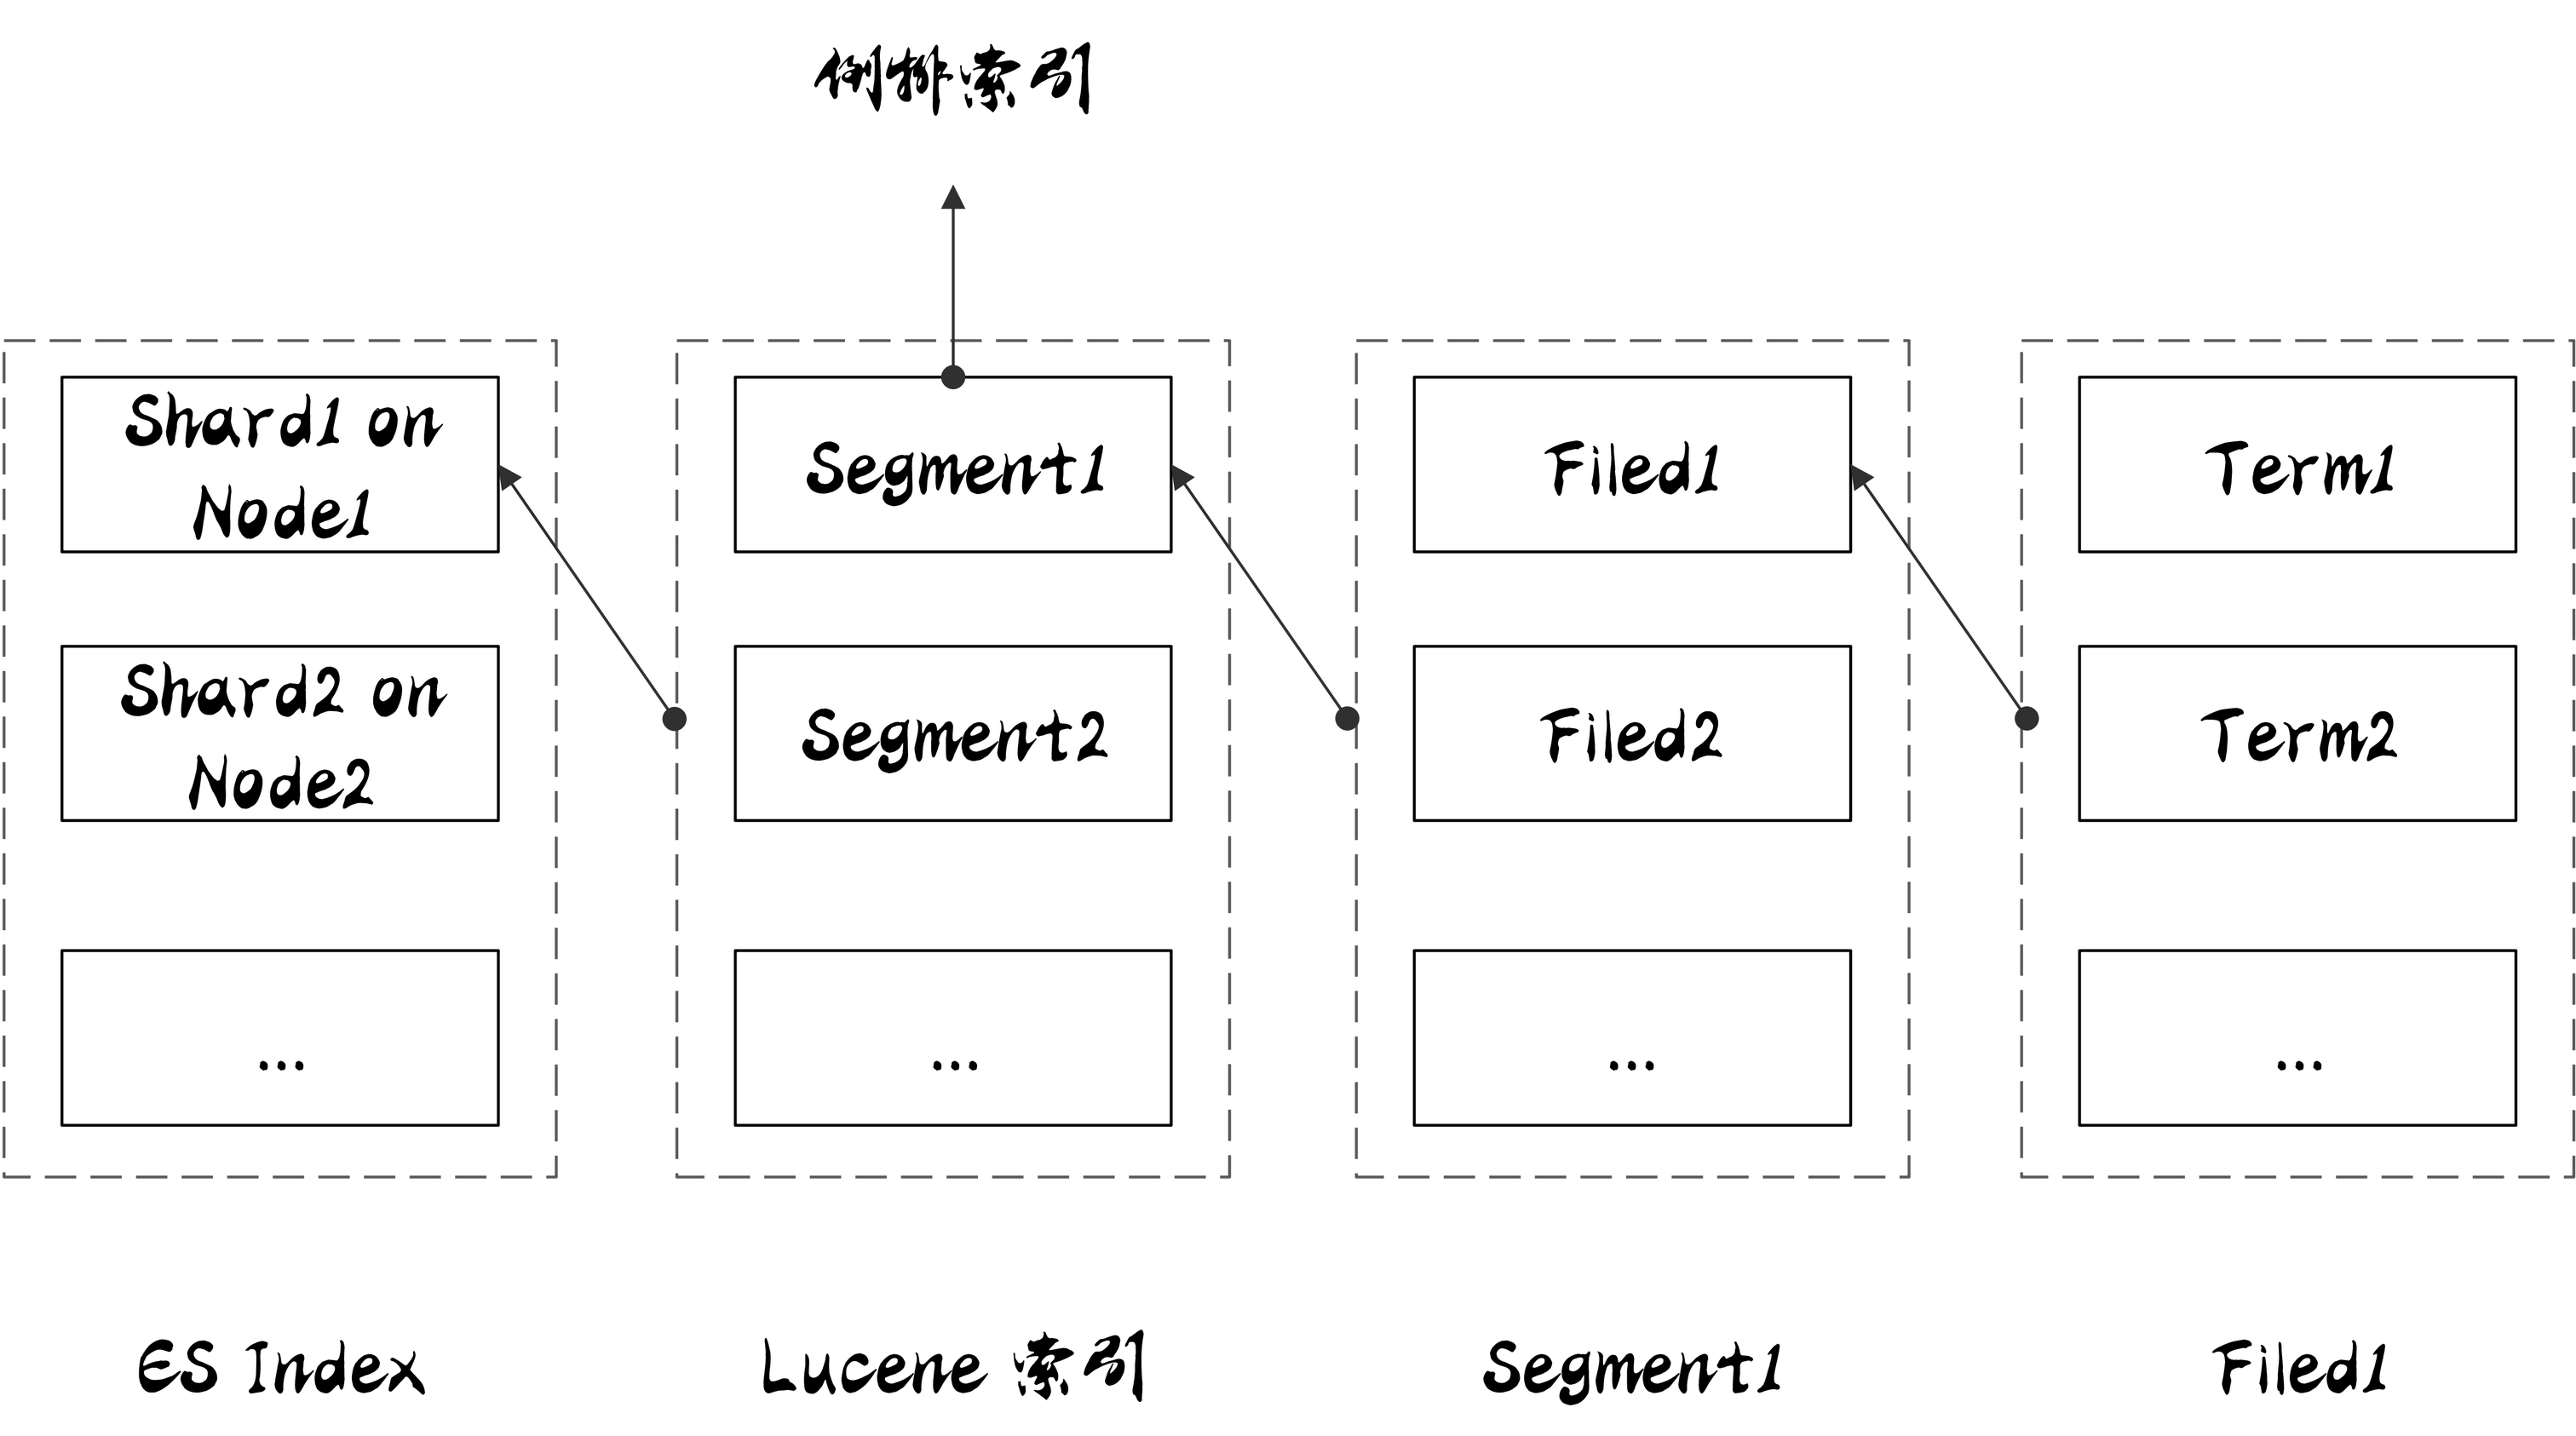 倒排索引
Shard1 on
Node1
Segment1
Filed1
Term1
Shard2 on
Node2
Segment2
Filed2
Term2
...
...
...
...
ES Index
Lucene 索引
Segment1
Filed1